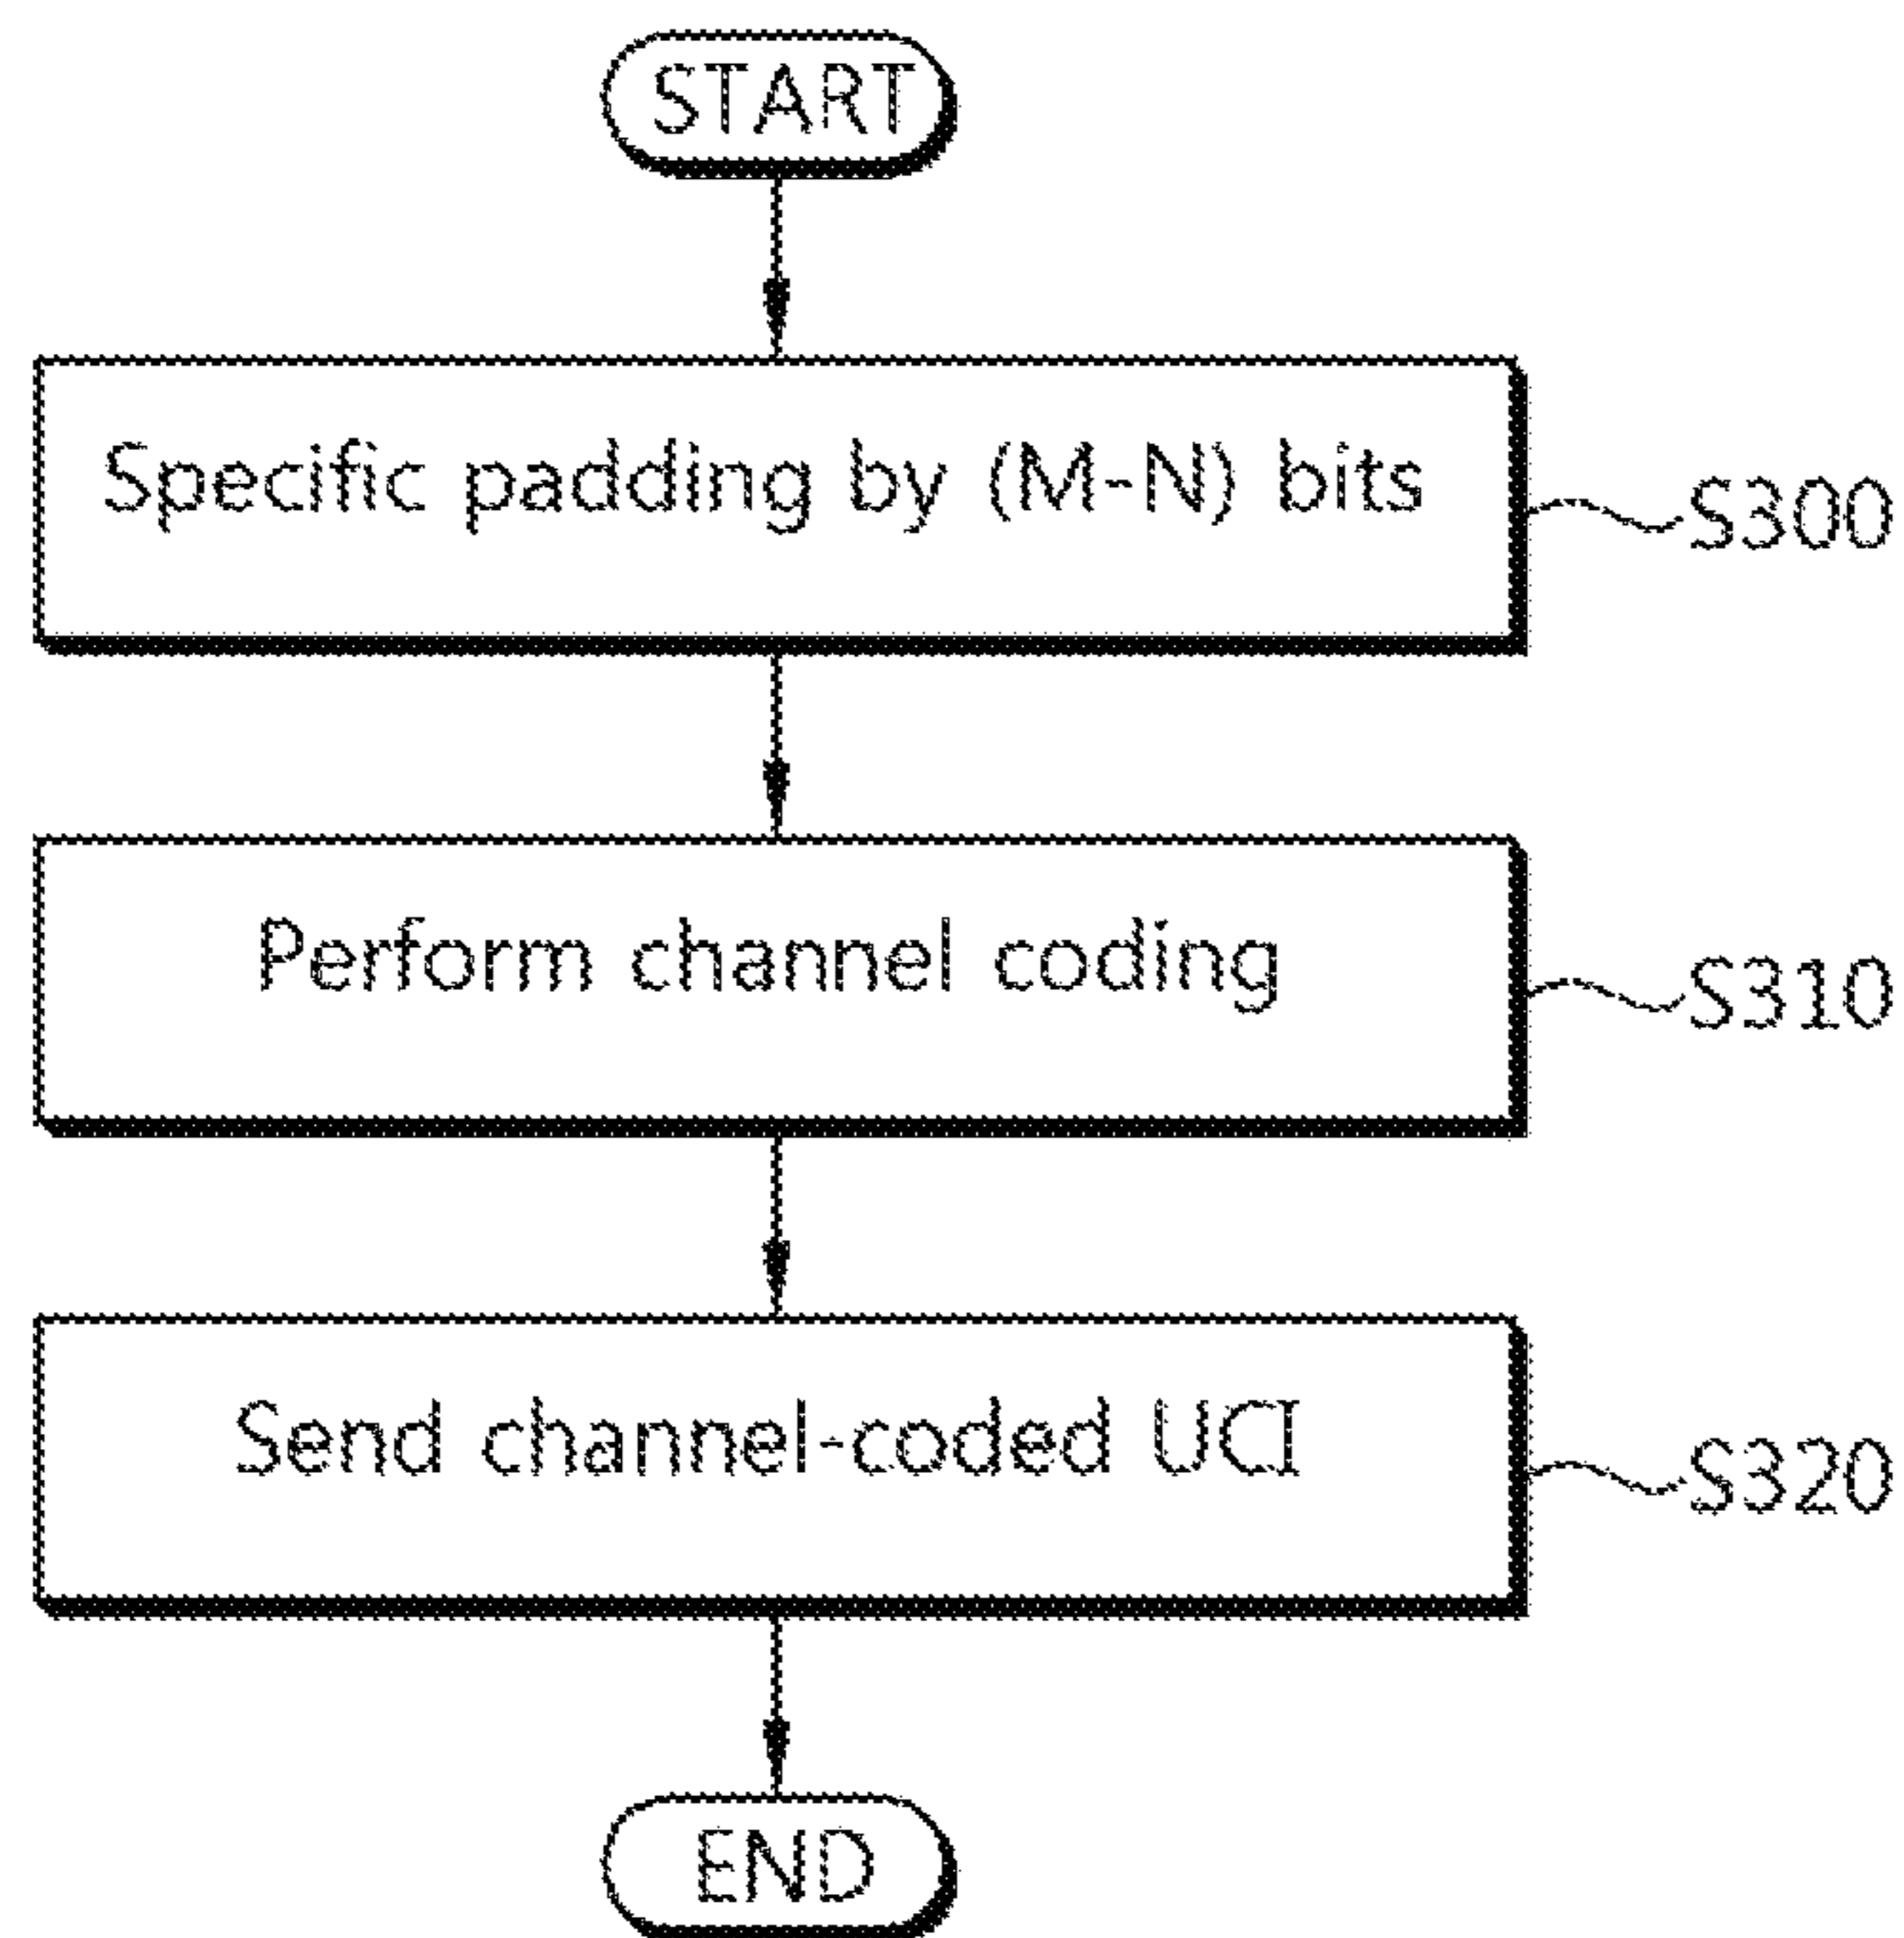 START
Specific padding by (M-N) bits
S300
Perform channel coding
S310
Send channel-coded UCI
S320
END